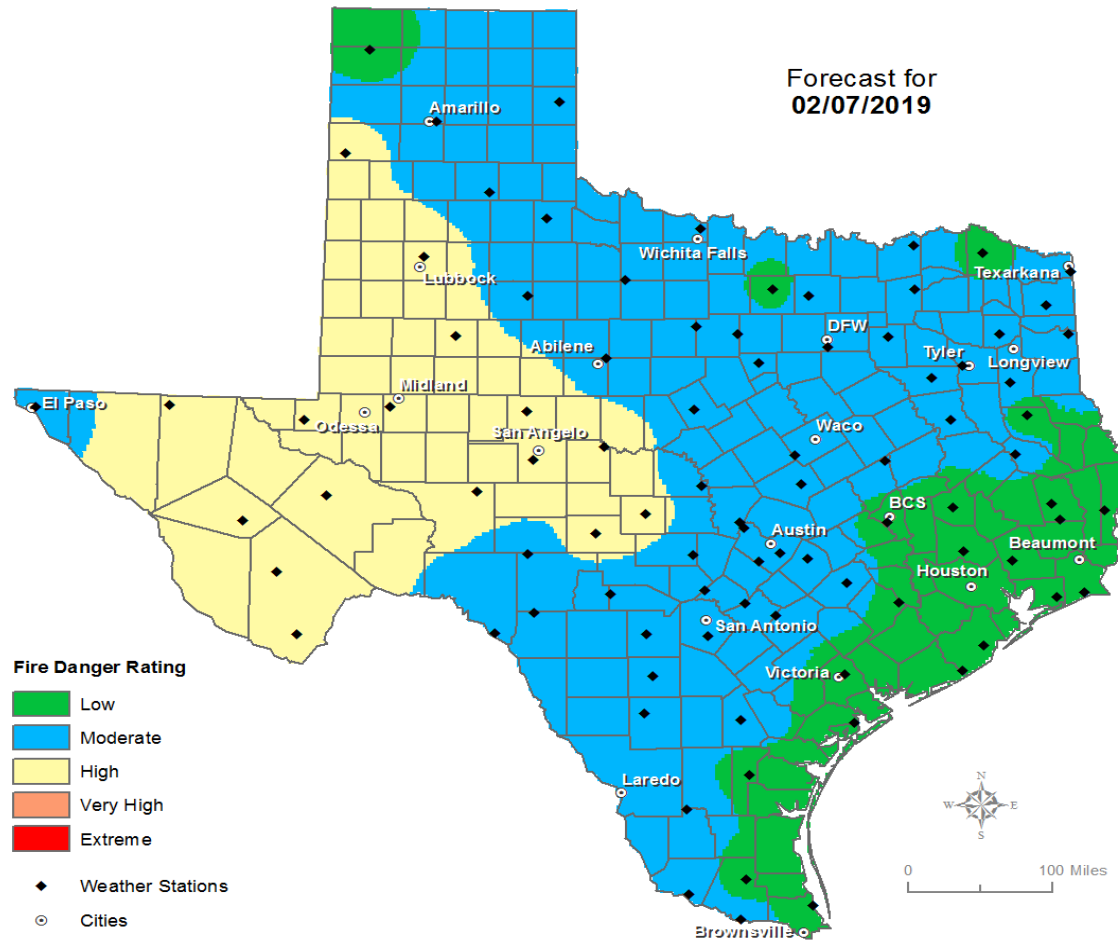 Forecast for
02/07/2019
Amarillo
Wichita Falls
Texarkana
Lubbock
DFW
Abilene
Tyler
Longview
Midland
El Paso
Odessa
San Angelo
Waco
BCS
Austin
Beaumont
Houston
San Antonio
Victoria
Laredo
Brownsville
Fire Danger Rating
Low
Moderate
High
Very High
Extreme
Weather Stations
Cities
N
W E
S
0 100 Miles